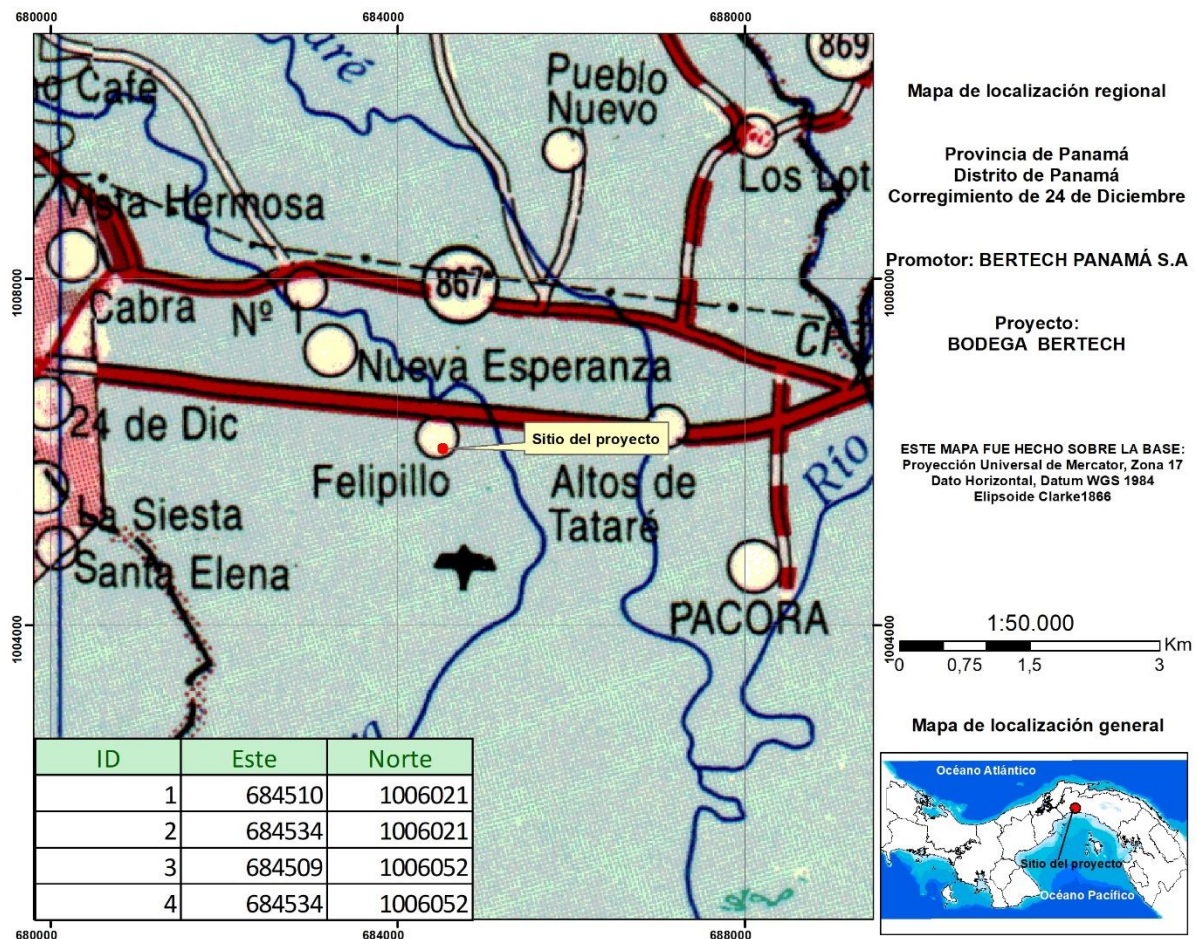 680000
684000
688000
aré
869
o Café
Pueblo
Nuevo
Los Lot
Vista Hermosa
867
Cabra
Nº 1
CP
Nueva Esperanza
24 de Dic
Sitio del proyecto
Felipillo
Altos de
Tataré
Río
La Siesta
Santa Elena
PACORA
1008000
1008000
1004000
1004000
ID Este Norte
1 684510 1006021
2 684534 1006021
3 684509 1006052
4 684534 1006052
680000
684000
688000
Mapa de localización regional
Provincia de Panamá
Distrito de Panamá
Corregimiento de 24 de Diciembre
Promotor: BERTECH PANAMÁ S.A
Proyecto:
BODEGA BERTECH
ESTE MAPA FUE HECHO SOBRE LA BASE:
Proyección Universal de Mercator, Zona 17
Dato Horizontal, Datum WGS 1984
Elipsoide Clarke1866
1:50.000
Km
0 0,75 1,5 3
Mapa de localización general
Océano Atlántico
Sitio del proyecto
Océano Pacífico